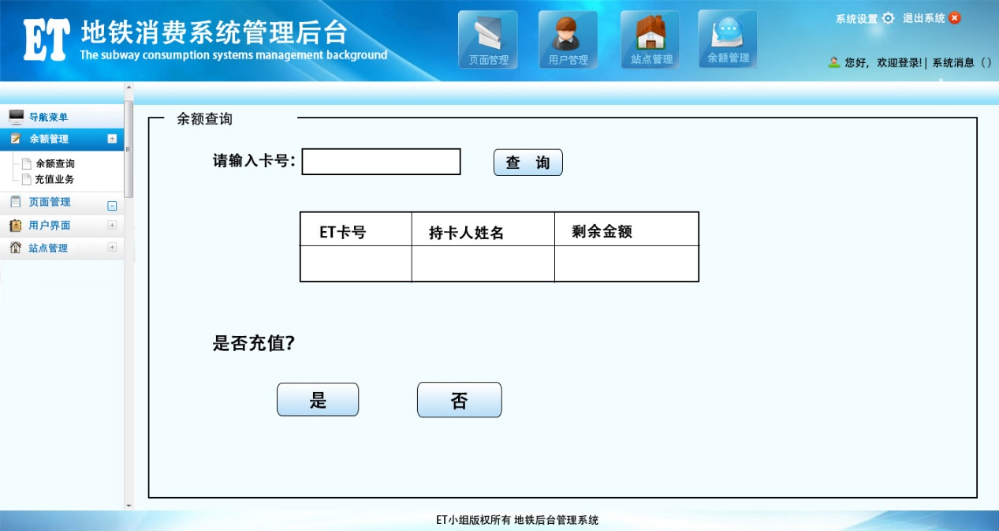 ET 地铁消费系统管理后台
The subway consumption systems management background
页面管理 用户管理 站点管理 余额管理
系统设置 退出系统
您好，欢迎登录!| 系统消息（）
导航菜单
余额管理
余额查询
充值业务
页面管理
用户界面
站点管理
余额查询
请输入卡号： 查 询
ET卡号 持卡人姓名 剩余金额
是否充值？
是 否
ET小组版权所有 地铁后台管理系统